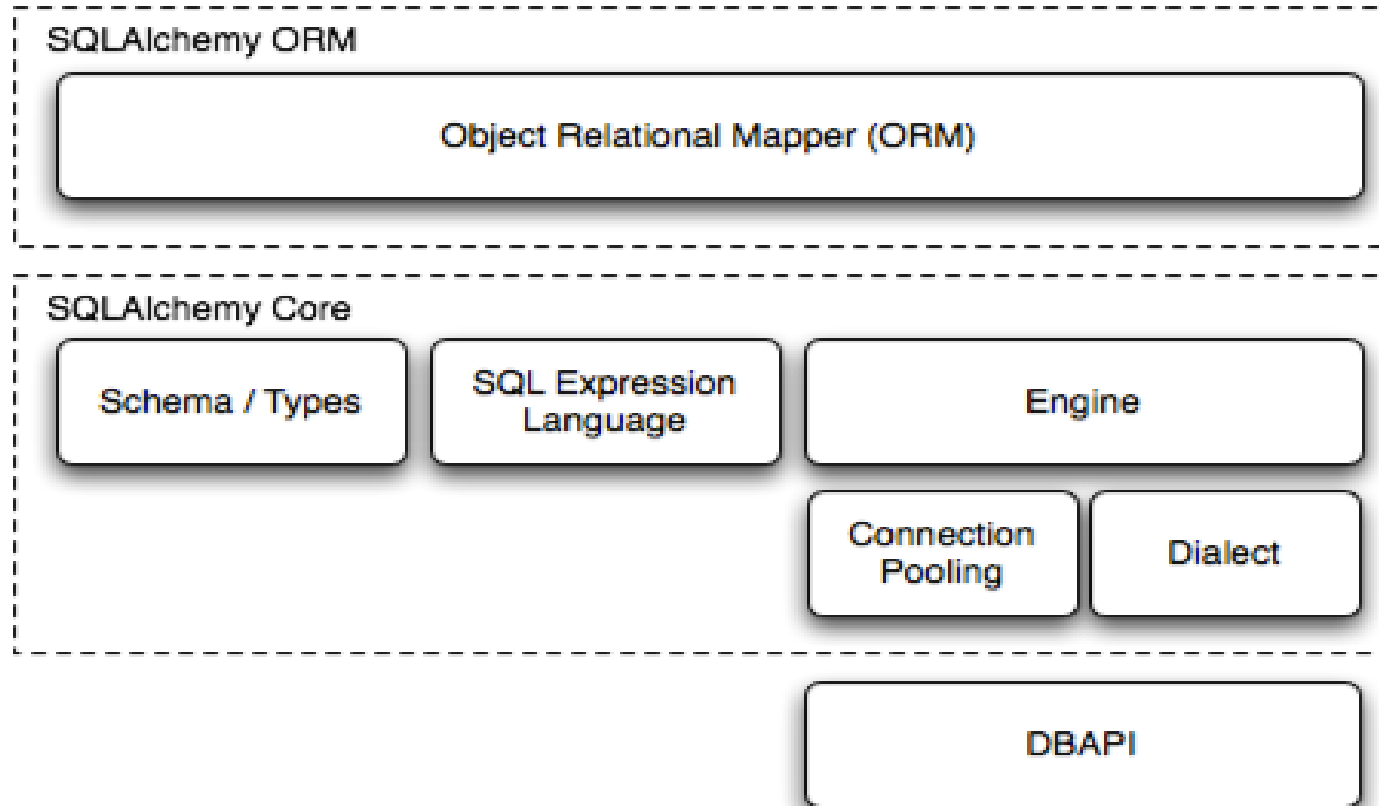 SQLAlchemy ORM
Object Relational Mapper (ORM)
SQLAlchemy Core
Schema / Types
SQL Expression
Language
Engine
Connection
Pooling
Dialect
DBAPI